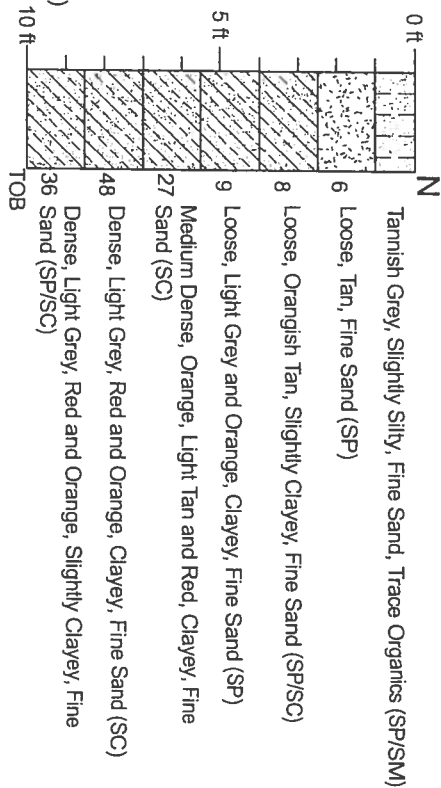 N
0 ft
Tannish Grey, Slightly Silty, Fine Sand, Trace Organics (SP/SM)
6
Loose, Tan, Fine Sand (SP)
8
Loose, Orangish Tan, Slightly Clayey, Fine Sand (SP/SC)
5 ft
9
Loose, Light Grey and Orange, Clayey, Fine Sand (SP)
27
Medium Dense, Orange, Light Tan and Red, Clayey, Fine
Sand (SC)
48
Dense, Light Grey, Red and Orange, Clayey, Fine Sand (SC)
36
Dense, Light Grey, Red and Orange, Slightly Clayey, Fine
Sand (SP/SC)
10 ft
TOB
)